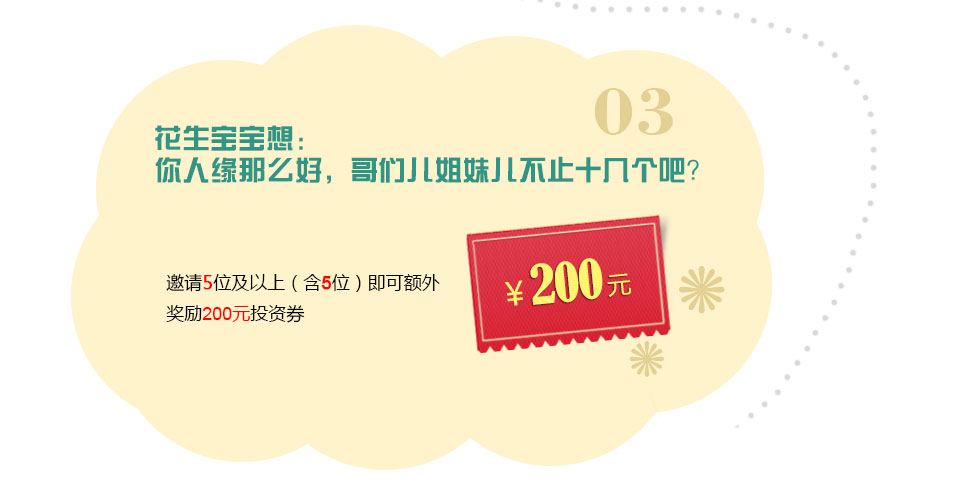 03
花生宝宝想：
你人缘那么好，哥们儿姐妹儿不止十几个吧？
邀请5位及以上（含5位）即可额外
奖励200元投资券
￥200元